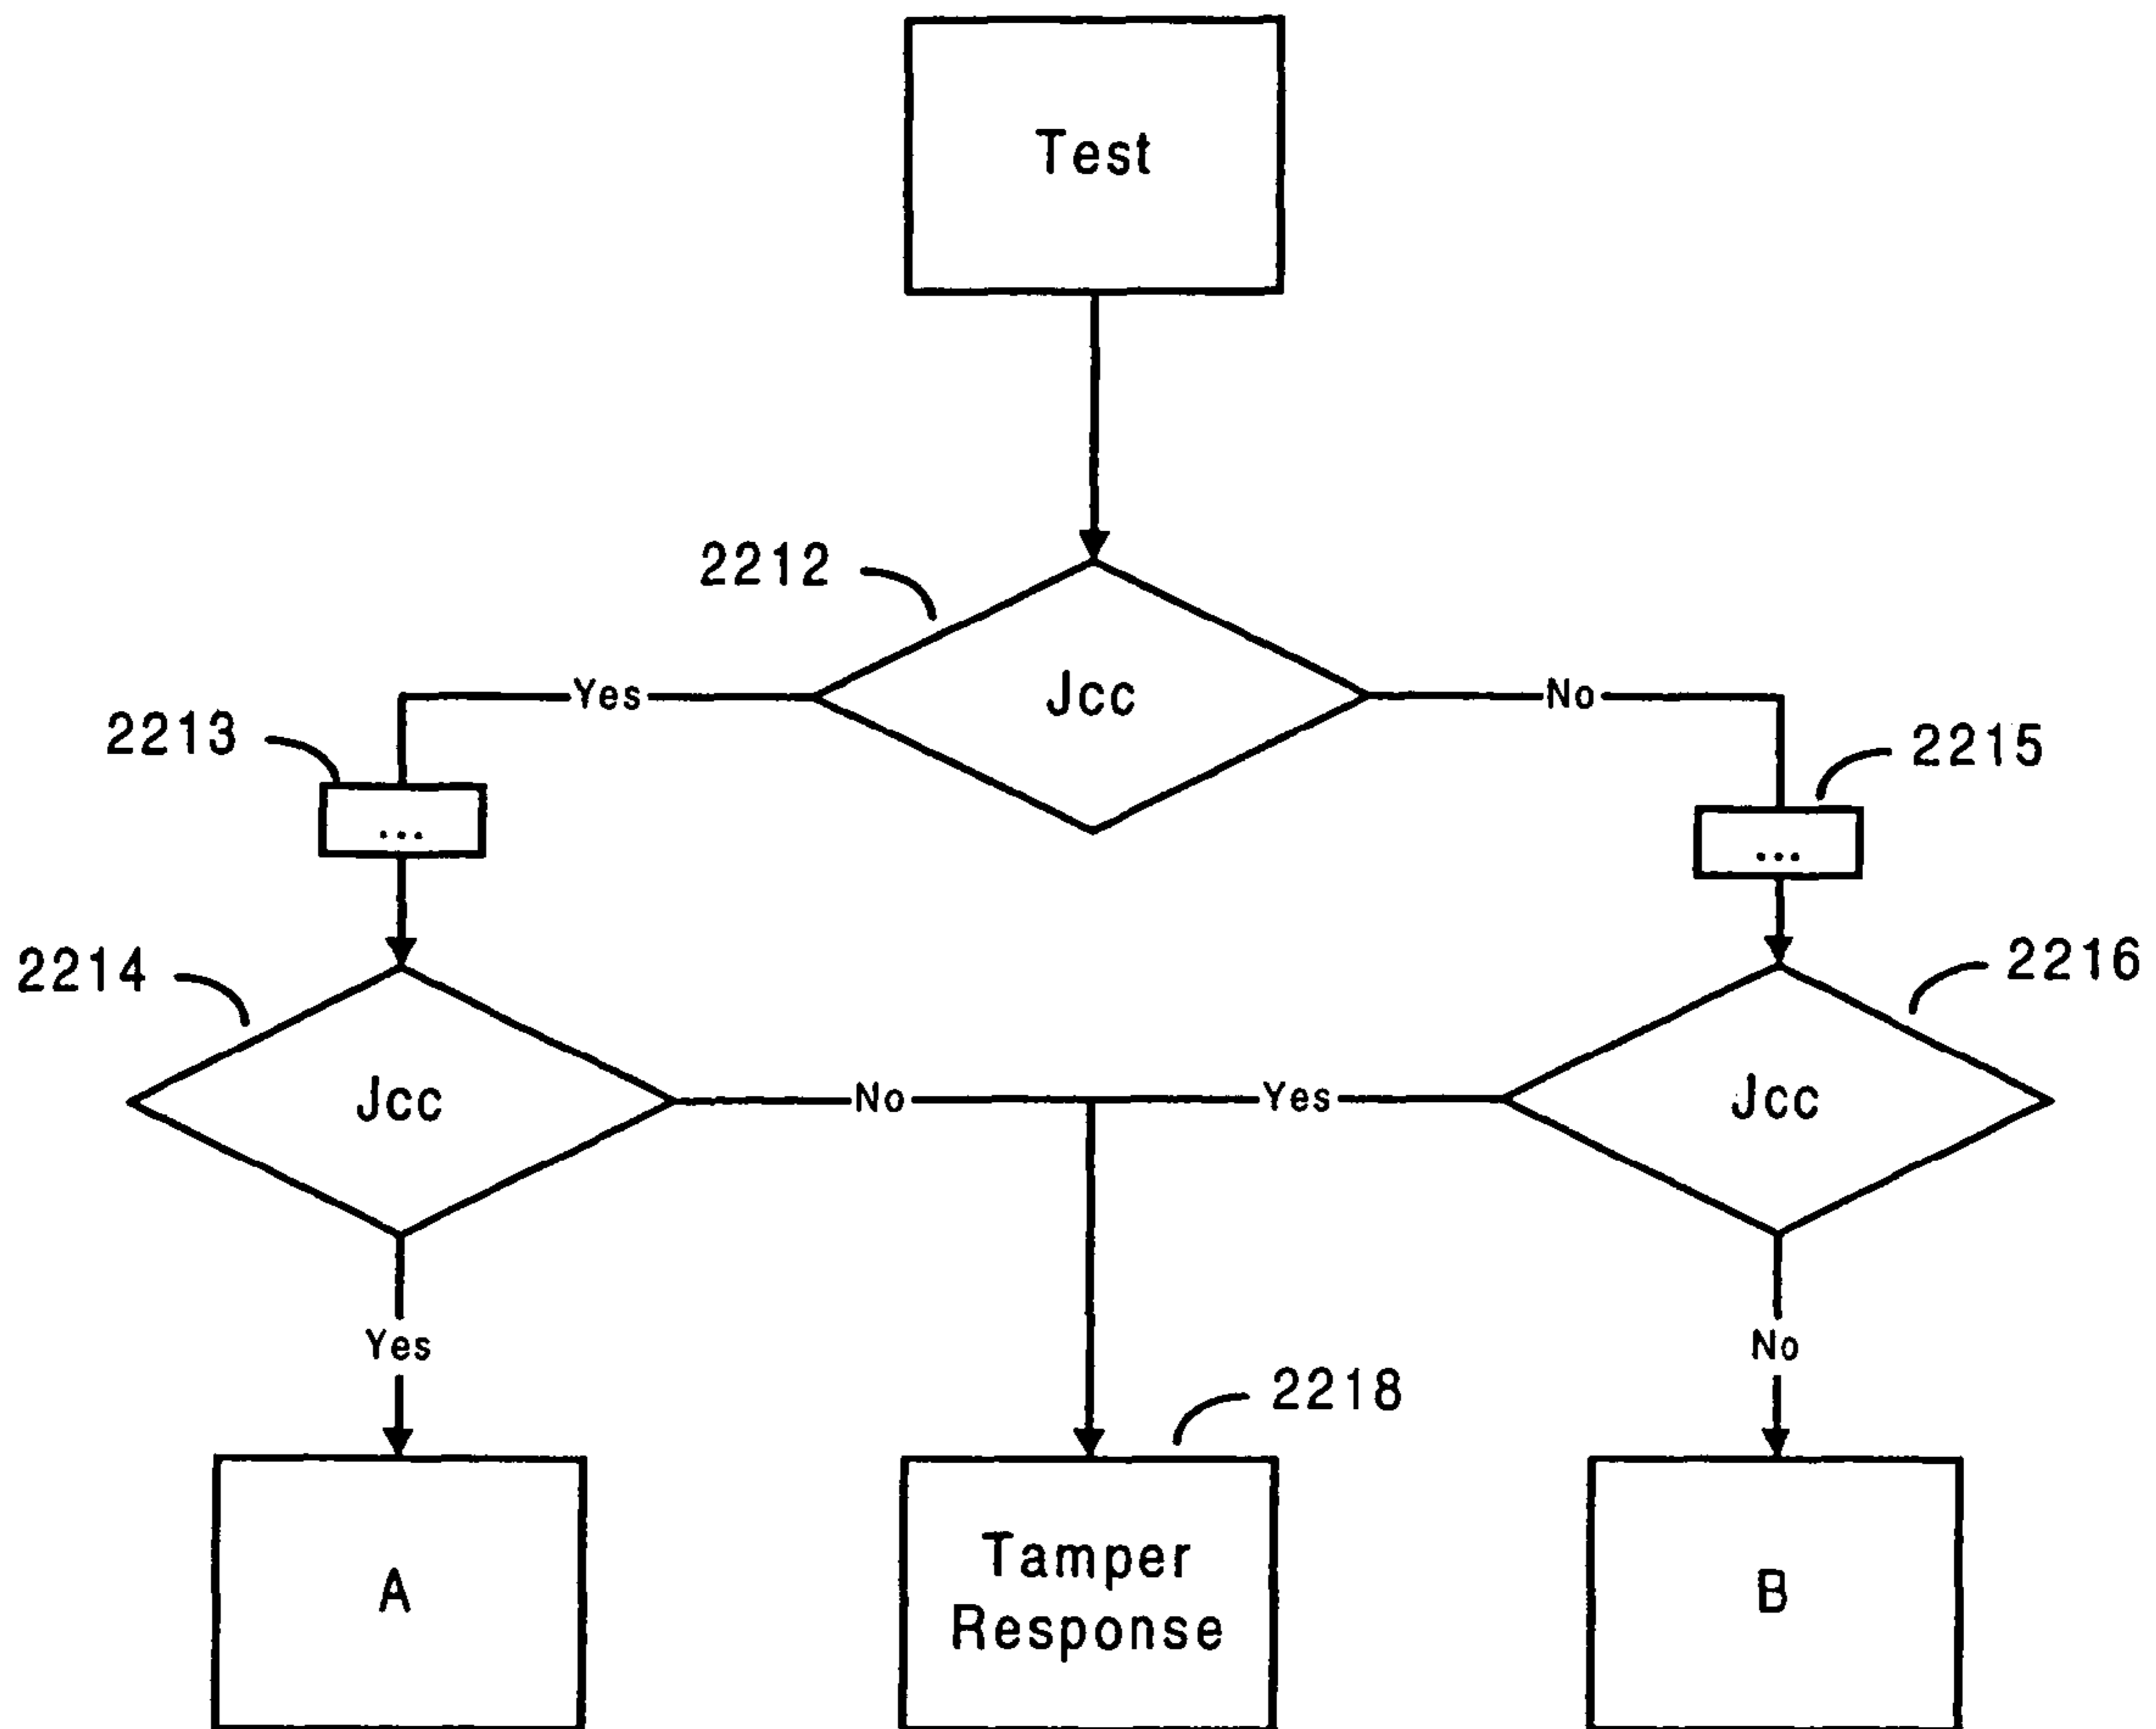 Test
2212
Jcc
Yes
No
2213
...
2215
...
2214
Jcc
No
Yes
2216
Jcc
Yes
No
2218
A
Tamper
Response
B